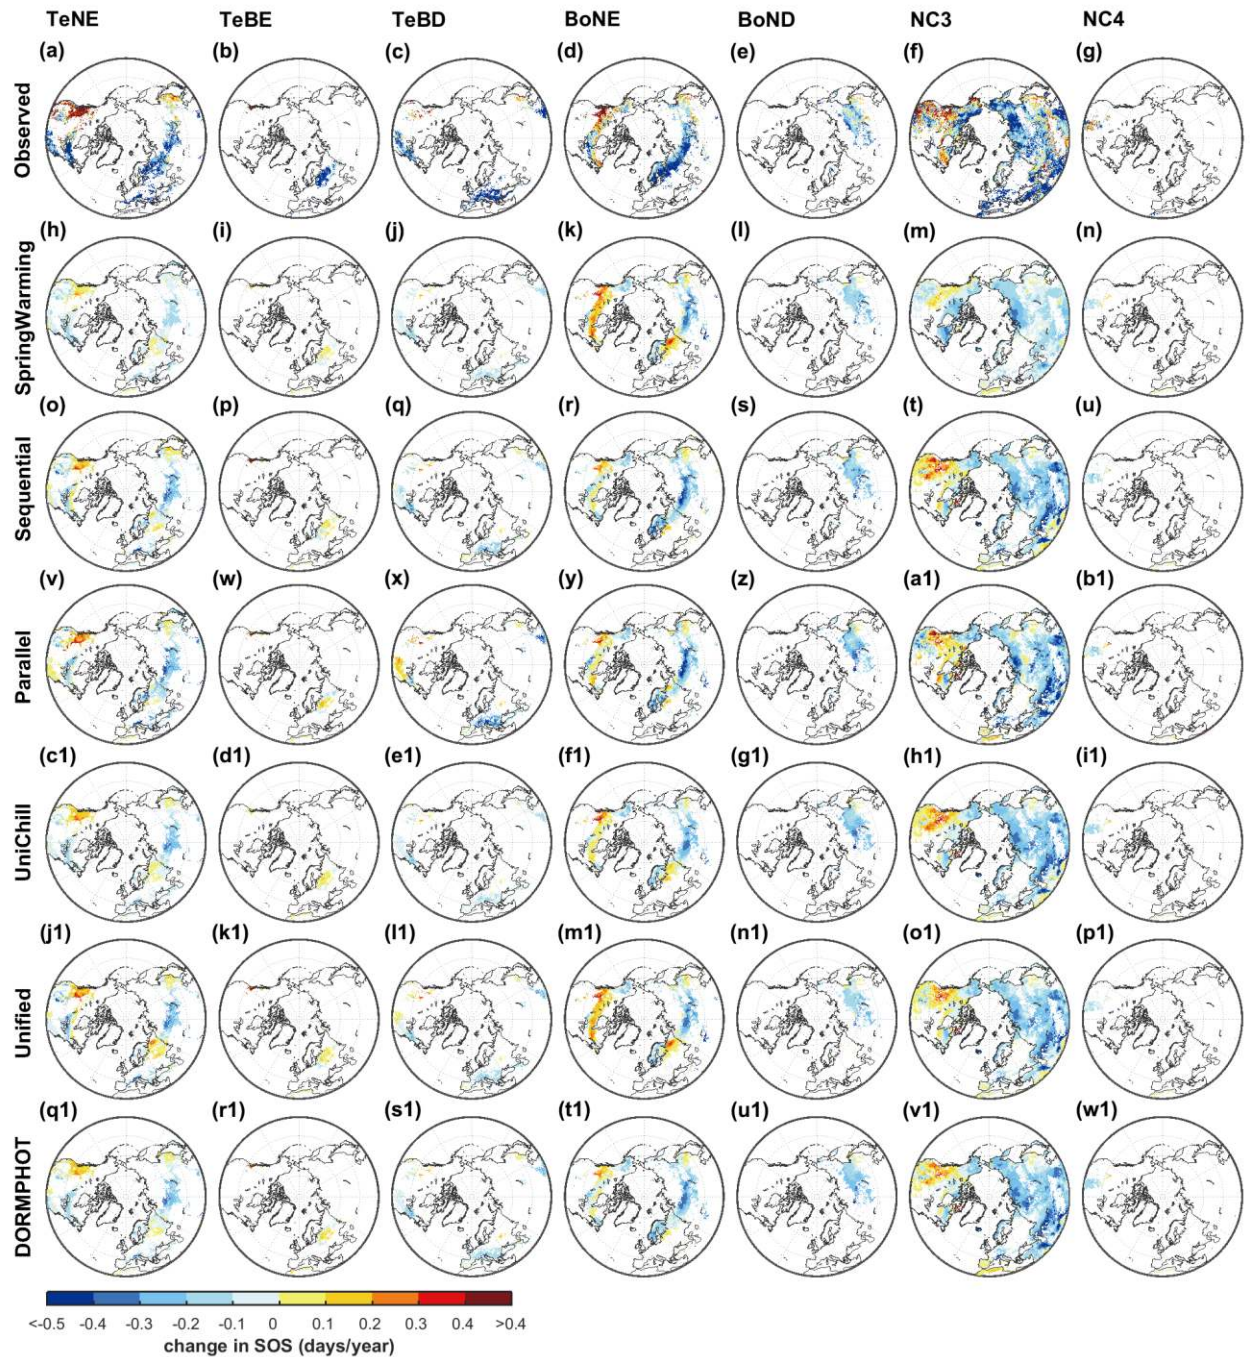 TeNE TeBE TeBD BoNE BoND NC3 NC4
(a) (b) (c) (d) (e) (f) (g)
Observed
(h) (i) (j) (k) (l) (m) (n)
SpringWarming
(o) (p) (q) (r) (s) (t) (u)
Sequential
(v) (w) (x) (y) (z) (a1) (b1)
Parallel
(c1) (d1) (e1) (f1) (g1) (h1) (i1)
UniChill
(j1) (k1) (l1) (m1) (n1) (o1) (p1)
Unified
(q1) (r1) (s1) (t1) (u1) (v1) (w1)
DORMPHOT
<-0.5 -0.4 -0.3 -0.2 -0.1 0 0.1 0.2 0.3 0.4 >0.4
change in SOS (days/year)